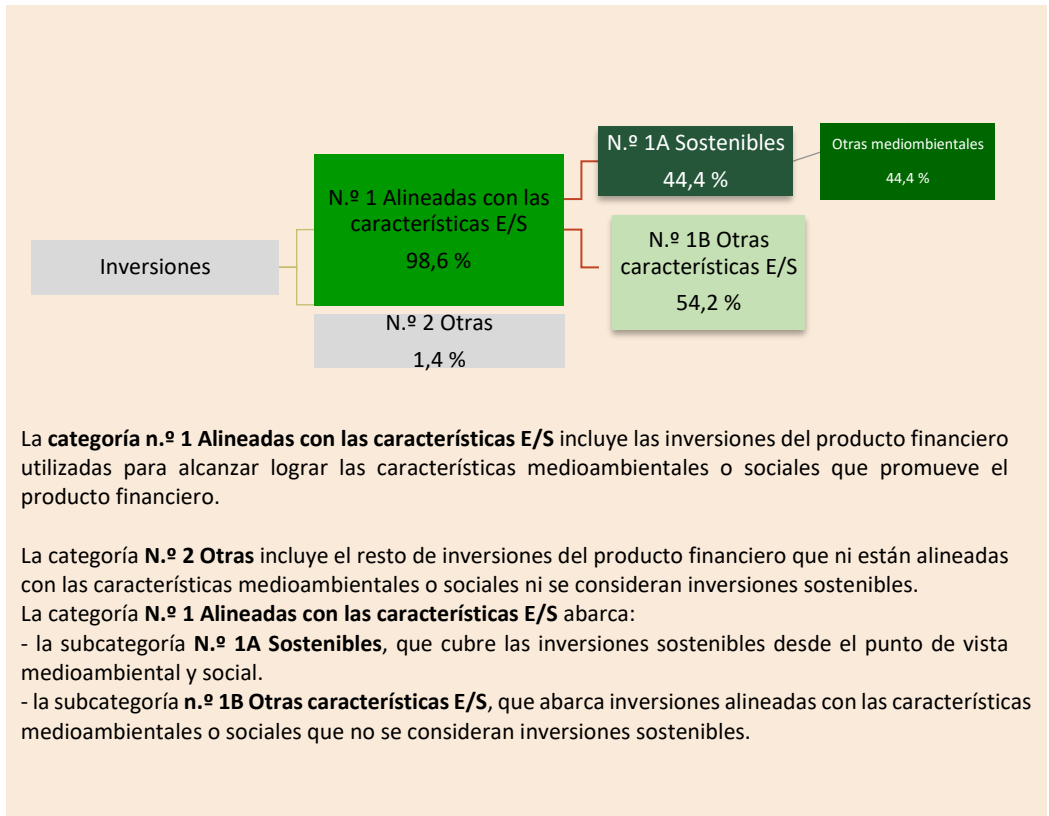 N.º 1A Sostenibles
44,4 %
Otras mediombientales
44,4 %
N.º 1 Alineadas con las
características E/S
98,6 %
Inversiones
N.º 1B Otras
características E/S
54,2 %
N.º 2 Otras
1,4 %
La categoría n.º 1 Alineadas con las características E/S incluye las inversiones del producto financiero
utilizadas para alcanzar lograr las características medioambientales o sociales que promueve el
producto financiero.
La categoría N.º 2 Otras incluye el resto de inversiones del producto financiero que ni están alineadas
con las características medioambientales o sociales ni se consideran inversiones sostenibles.
La categoría N.º 1 Alineadas con las características E/S abarca:
- la subcategoría N.º 1A Sostenibles, que cubre las inversiones sostenibles desde el punto de vista
medioambiental y social.
- la subcategoría n.º 1B Otras características E/S, que abarca inversiones alineadas con las características
medioambientales o sociales que no se consideran inversiones sostenibles.